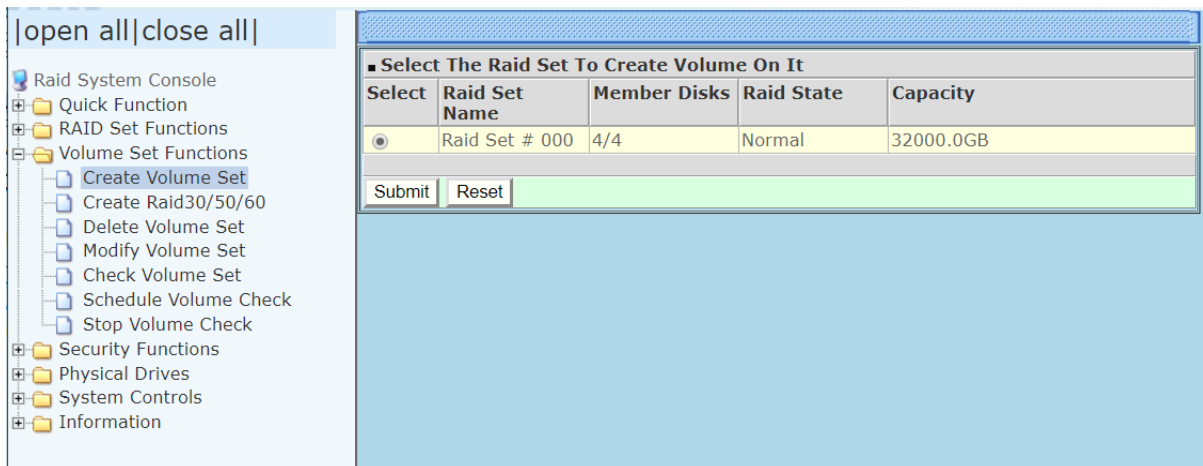 |open all|close all|
Raid System Console
Quick Function
RAID Set Functions
Volume Set Functions
Create Volume Set
Create Raid30/50/60
Delete Volume Set
Modify Volume Set
Check Volume Set
Schedule Volume Check
Stop Volume Check
Security Functions
Physical Drives
System Controls
Information
Select The Raid Set To Create Volume On It
Select Raid Set Name Member Disks Raid State Capacity
Raid Set # 000 4/4 Normal 32000.0GB
Submit Reset